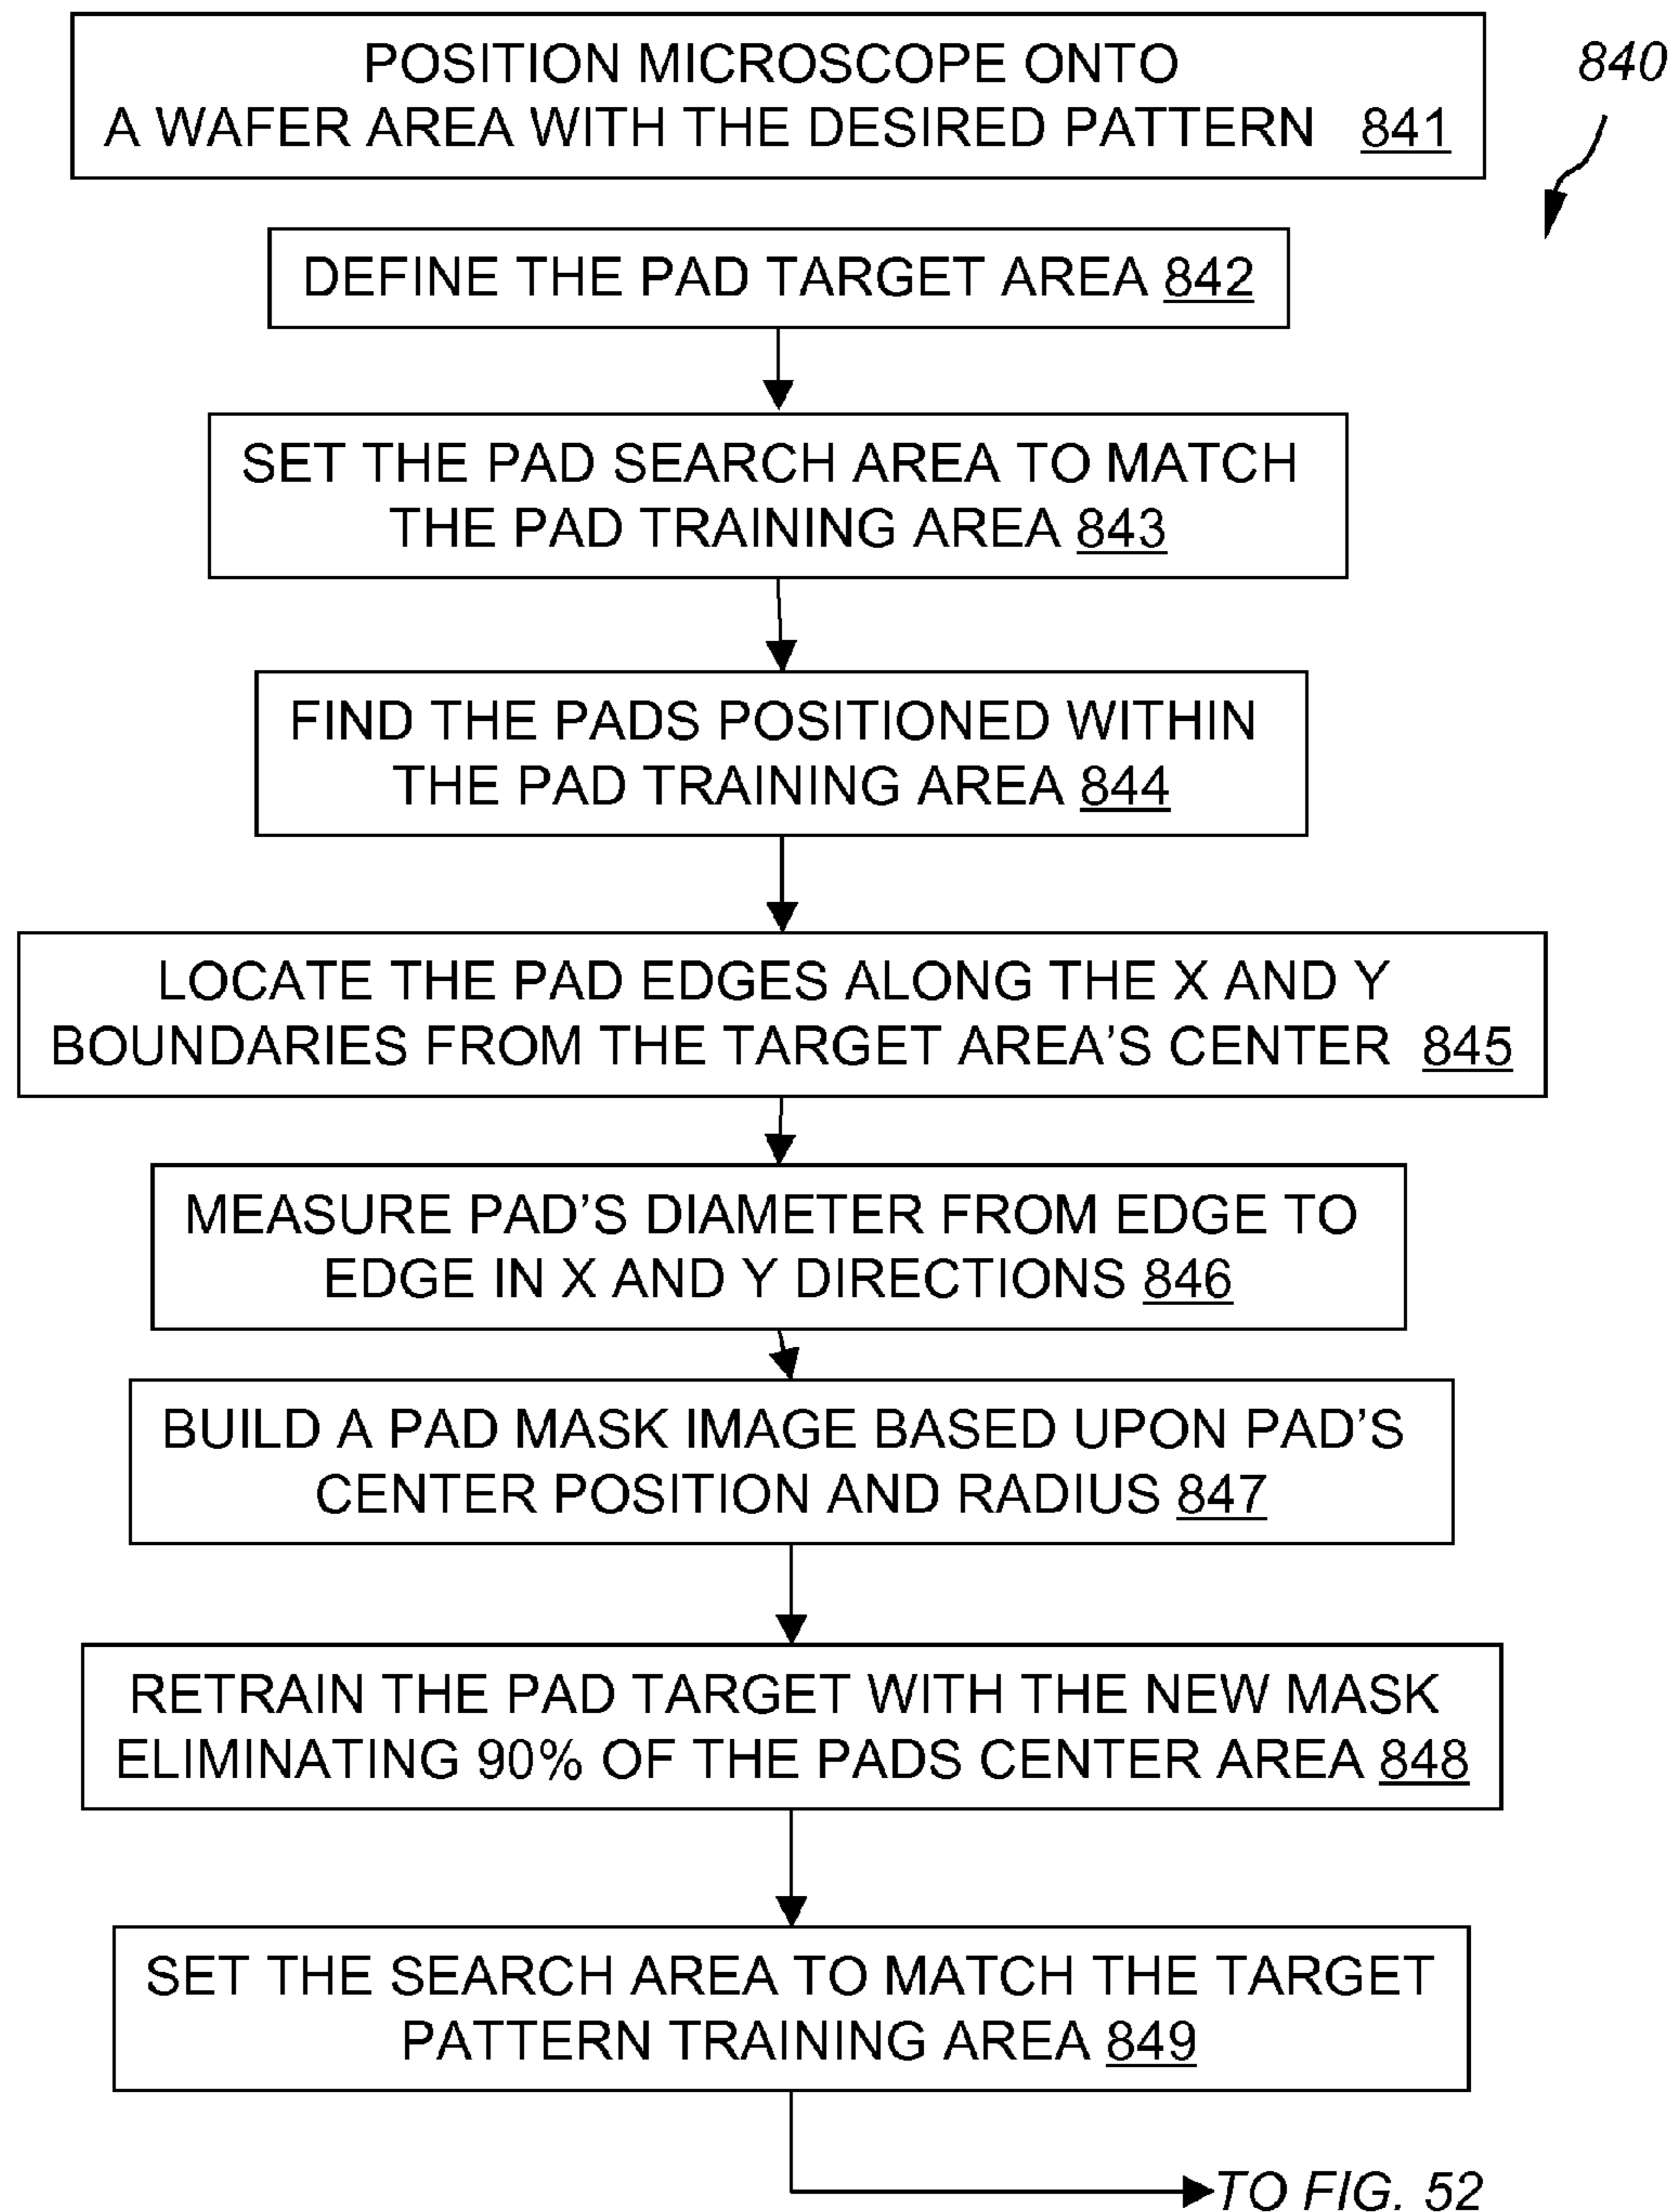 POSITION MICROSCOPE ONTO
A WAFER AREA WITH THE DESIRED PATTERN 841
840
DEFINE THE PAD TARGET AREA 842
SET THE PAD SEARCH AREA TO MATCH
THE PAD TRAINING AREA 843
FIND THE PADS POSITIONED WITHIN
THE PAD TRAINING AREA 844
LOCATE THE PAD EDGES ALONG THE X AND Y
BOUNDARIES FROM THE TARGET AREA'S CENTER 845
MEASURE PAD'S DIAMETER FROM EDGE TO
EDGE IN X AND Y DIRECTIONS 846
BUILD A PAD MASK IMAGE BASED UPON PAD'S
CENTER POSITION AND RADIUS 847
RETRAIN THE PAD TARGET WITH THE NEW MASK
ELIMINATING 90% OF THE PADS CENTER AREA 848
SET THE SEARCH AREA TO MATCH THE TARGET
PATTERN TRAINING AREA 849
TO FIG. 52